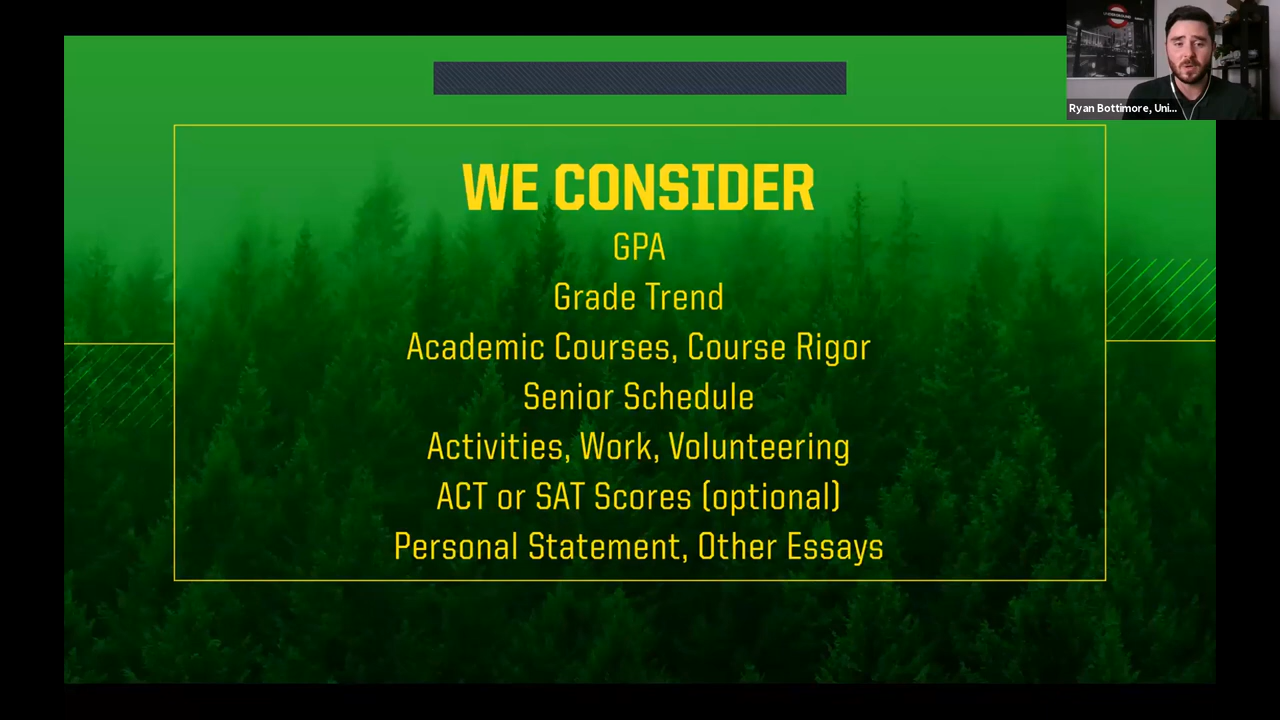 WE CONSIDER
GPA
Grade Trend
Academic Courses, Course Rigor
Senior Schedule
Activities, Work, Volunteering
ACT or SAT Scores (optional)
Personal Statement, Other Essays
UNDERGROUND
Ryan Bottimore, Uni...